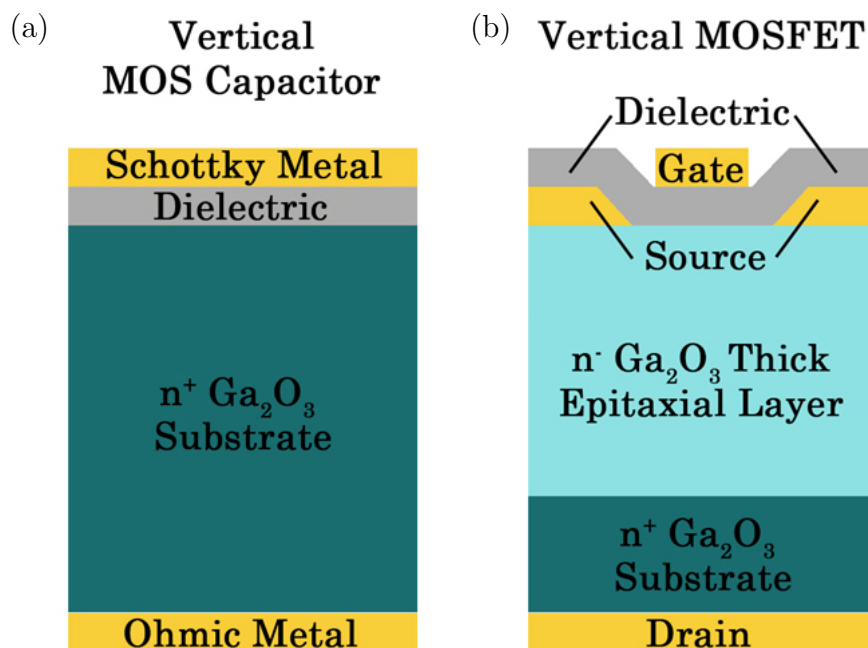 (a)
Vertical
MOS Capacitor
Schottky Metal
Dielectric
n⁺ Ga₂O₃
Substrate
Ohmic Metal
(b)
Vertical MOSFET
Dielectric
Gate
Source
n⁻ Ga₂O₃ Thick
Epitaxial Layer
n⁺ Ga₂O₃
Substrate
Drain